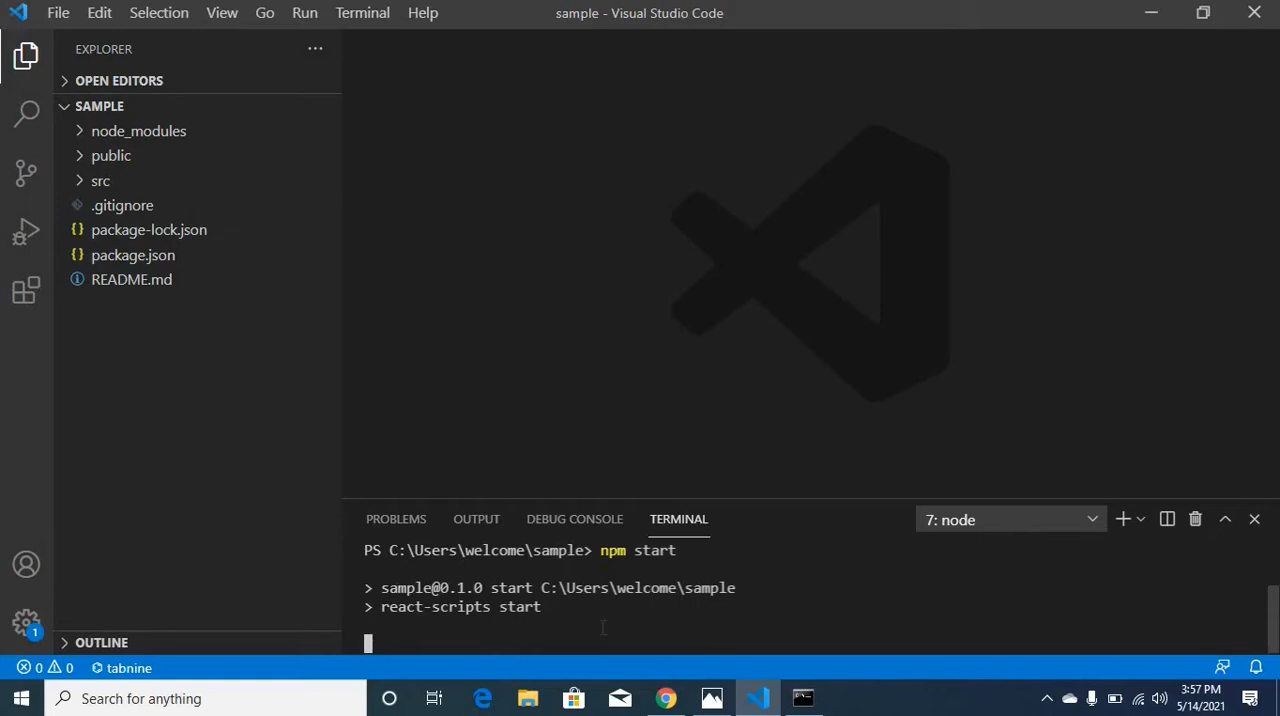 File Edit Selection View Go Run Terminal Help
sample - Visual Studio Code
EXPLORER
OPEN EDITORS
SAMPLE
node_modules
public
src
.gitignore
package-lock.json
package.json
README.md
OUTLINE
PROBLEMS OUTPUT DEBUG CONSOLE TERMINAL
7: node
PS C:\Users\welcome\sample> npm start
> sample@0.1.0 start C:\Users\welcome\sample
> react-scripts start
1
0 0 tabnine
Search for anything
3:57 PM
5/14/2021